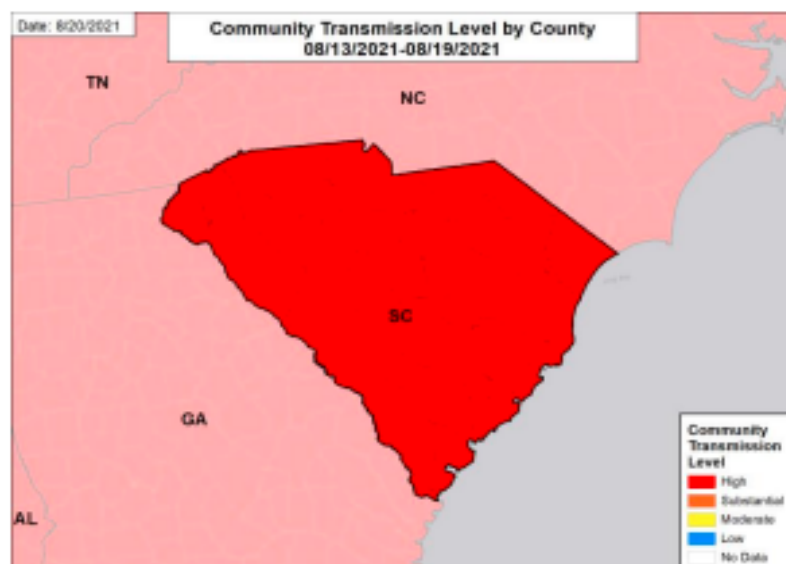 Date: 8/20/2021
Community Transmission Level by County
08/13/2021-08/19/2021
TN
NC
SC
GA
AL
Community
Transmission
Level
High
Substantial
Moderate
Low
No Data